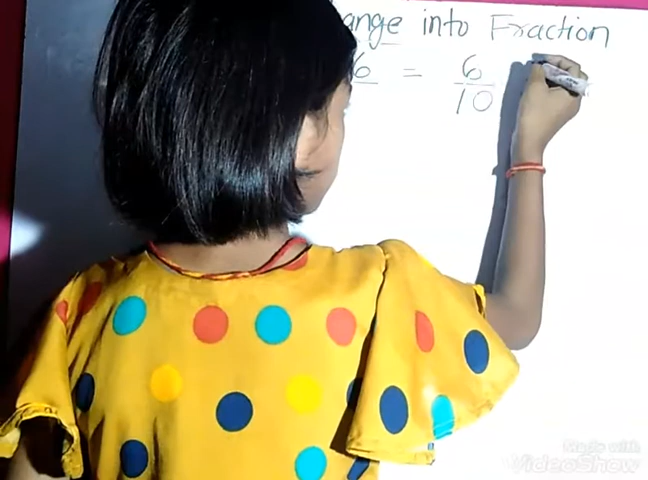 ange into Fraction
6 = 6
10
Made with
VideoShow